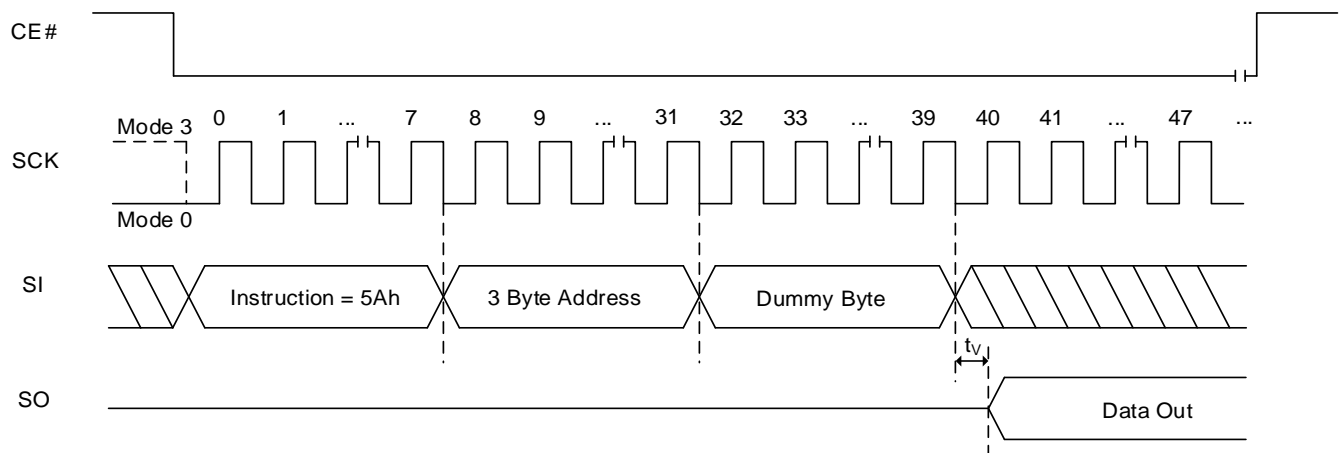 CE#
0 1 ... 7 8 9 ... 31 32 33 ... 39 40 41 ... 47 ...
Mode 3
SCK
Mode 0
SI
Instruction = 5Ah
3 Byte Address
Dummy Byte
tV
SO
Data Out